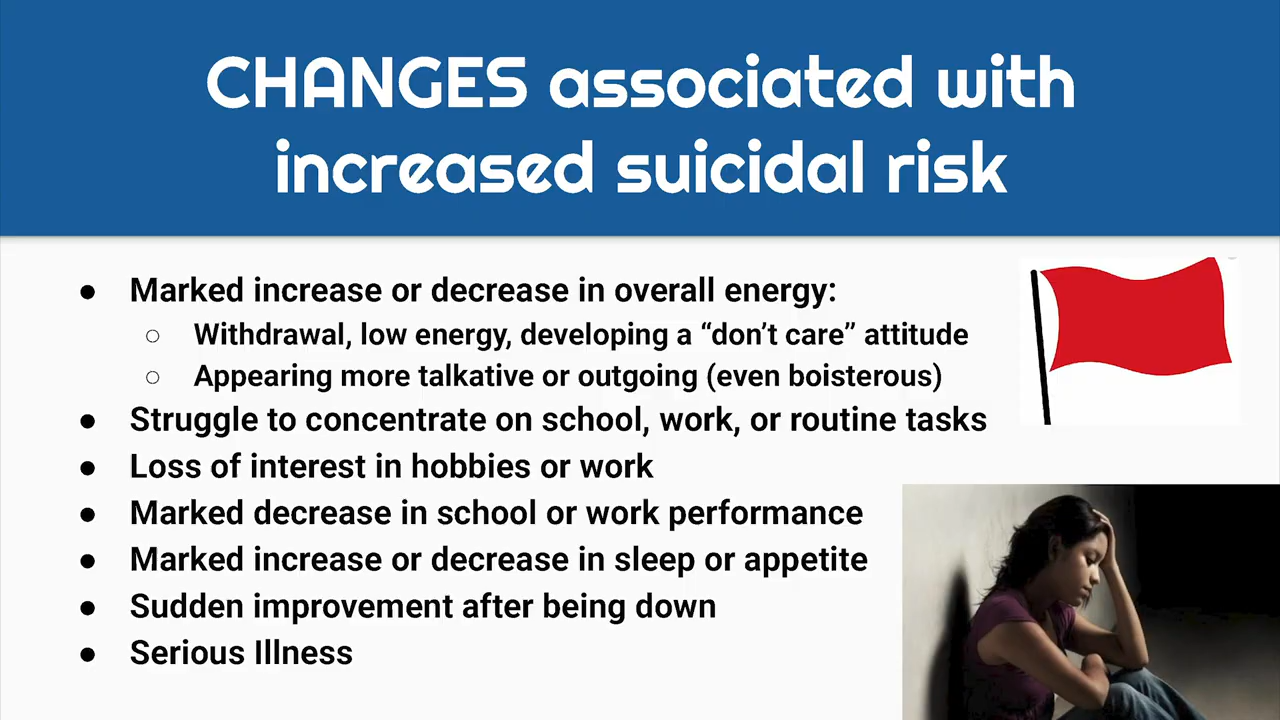 CHANGES associated with
increased suicidal risk
● Marked increase or decrease in overall energy:
○ Withdrawal, low energy, developing a “don’t care” attitude
○ Appearing more talkative or outgoing (even boisterous)
● Struggle to concentrate on school, work, or routine tasks
● Loss of interest in hobbies or work
● Marked decrease in school or work performance
● Marked increase or decrease in sleep or appetite
● Sudden improvement after being down
● Serious Illness